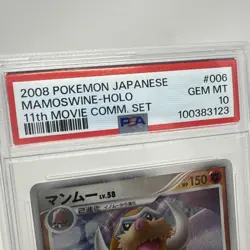 2008 POKEMON JAPANESE #006
MAMOSWINE-HOLO GEM MT
11th MOVIE COMM. SET PSA 10
100383123
マンムー LV.58 HP 150